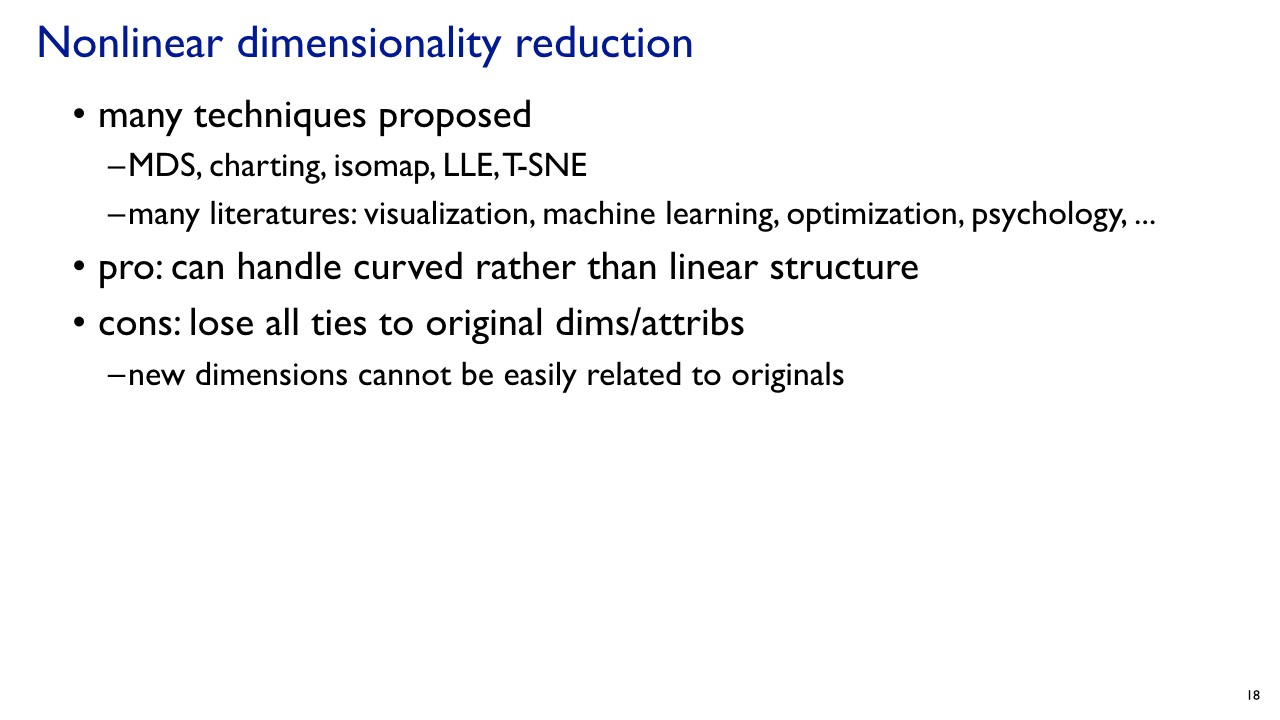 Nonlinear dimensionality reduction
• many techniques proposed
–MDS, charting, isomap, LLE, T-SNE
–many literatures: visualization, machine learning, optimization, psychology, ...
• pro: can handle curved rather than linear structure
• cons: lose all ties to original dims/attribs
–new dimensions cannot be easily related to originals
18